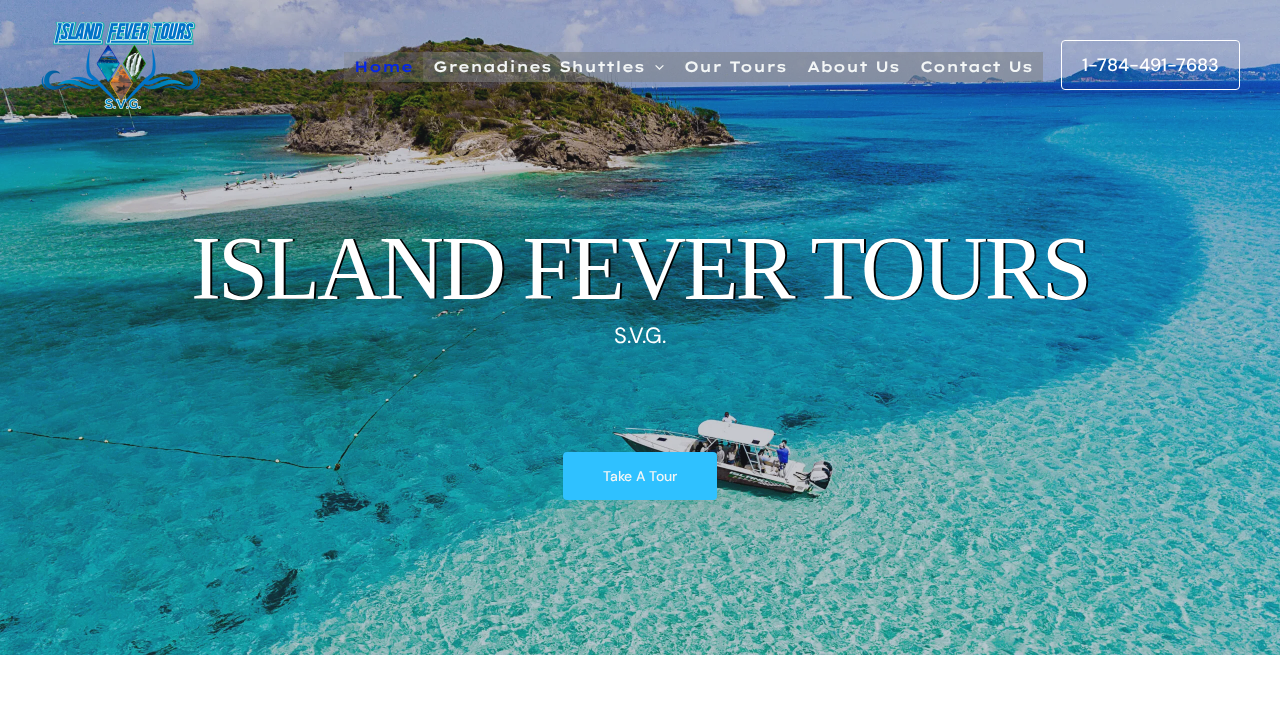 ISLAND FEVER TOURS
S.V.G.
Home
Grenadines Shuttles
Our Tours
About Us
Contact Us
1-784-491-7683
ISLAND FEVER TOURS
S.V.G.
Take A Tour